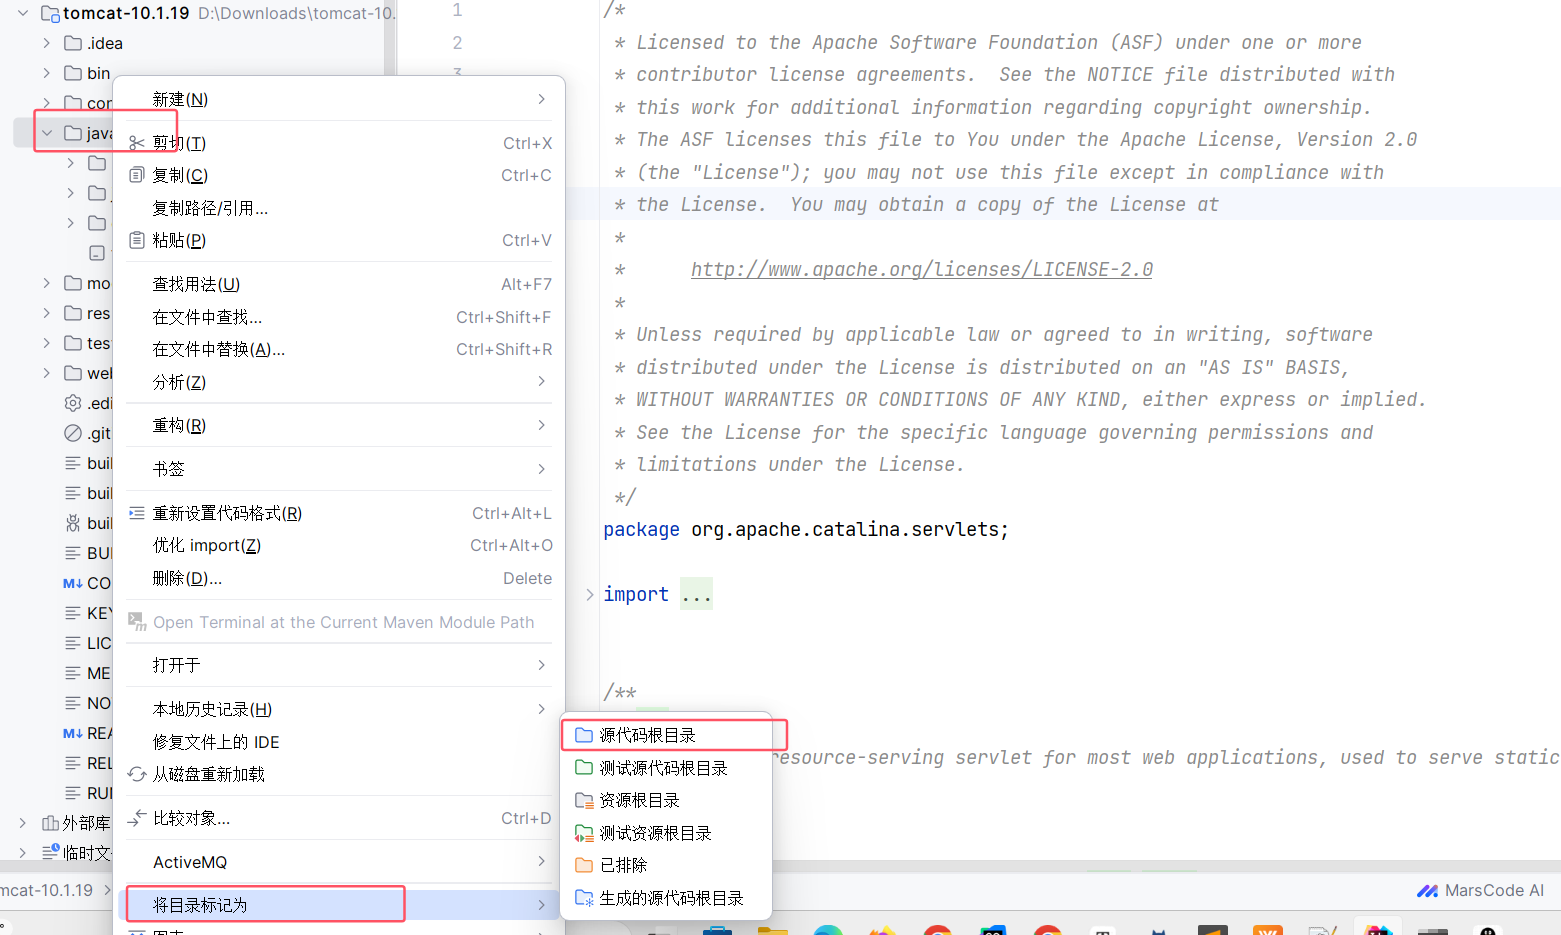 tomcat-10.1.19 D:\Downloads\tomcat-10.
.idea
bin
con
java
mo
res
tes
wel
.edi
.git
buil
buil
buil
BUI
M↓ CO
KEY
LIC
ME
NO
M↓ REA
REL
RUI
外部库
临时文
新建(N)
剪切(T) Ctrl+X
复制(C) Ctrl+C
复制路径/引用...
粘贴(P) Ctrl+V
查找用法(U) Alt+F7
在文件中查找... Ctrl+Shift+F
在文件中替换(A)... Ctrl+Shift+R
分析(Z)
重构(R)
书签
重新设置代码格式(R) Ctrl+Alt+L
优化 import(Z) Ctrl+Alt+O
删除(D)... Delete
Open Terminal at the Current Maven Module Path
打开于
本地历史记录(H)
修复文件上的 IDE
从磁盘重新加载
比较对象... Ctrl+D
ActiveMQ
将目录标记为
源代码根目录
测试源代码根目录
资源根目录
测试资源根目录
已排除
生成的源代码根目录
1
2
3
/*
* Licensed to the Apache Software Foundation (ASF) under one or more
* contributor license agreements.  See the NOTICE file distributed with
* this work for additional information regarding copyright ownership.
* The ASF licenses this file to You under the Apache License, Version 2.0
* (the "License"); you may not use this file except in compliance with
* the License.  You may obtain a copy of the License at
*
*      http://www.apache.org/licenses/LICENSE-2.0
*
* Unless required by applicable law or agreed to in writing, software
* distributed under the License is distributed on an "AS IS" BASIS,
* WITHOUT WARRANTIES OR CONDITIONS OF ANY KIND, either express or implied.
* See the License for the specific language governing permissions and
* limitations under the License.
*/
package org.apache.catalina.servlets;
import ...
/**
resource-serving servlet for most web applications, used to serve static
mcat-10.1.19
MarsCode AI